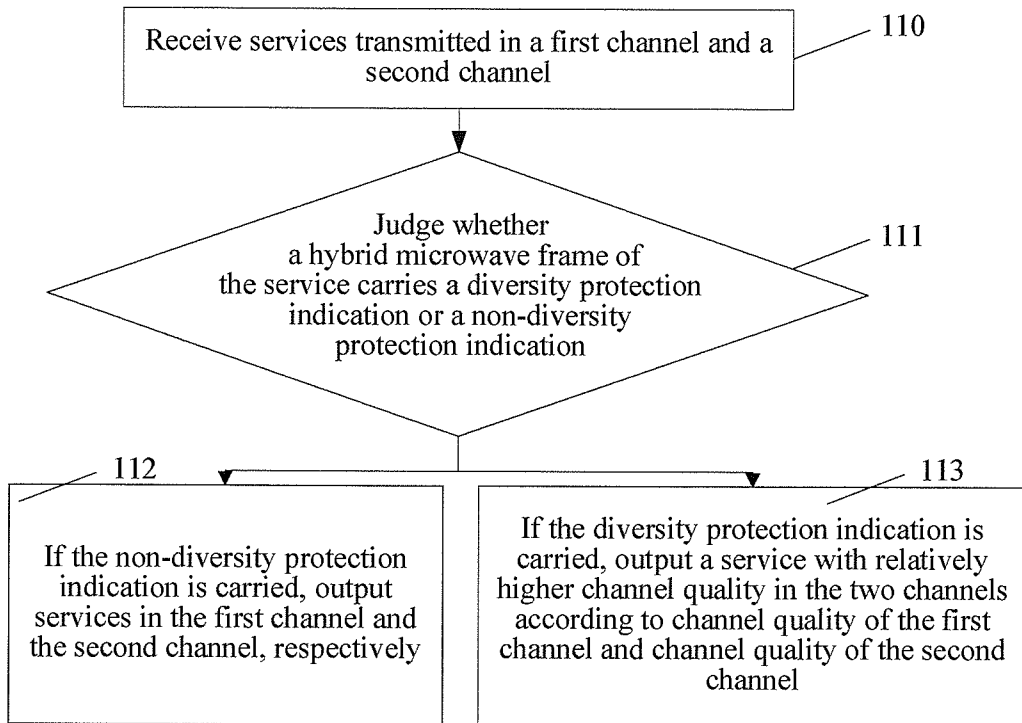 110
Receive services transmitted in a first channel and a
second channel
Judge whether
a hybrid microwave frame of
the service carries a diversity protection
indication or a non-diversity
protection indication
111
112
If the non-diversity protection
indication is carried, output
services in the first channel and
the second channel, respectively
113
If the diversity protection indication is
carried, output a service with relatively
higher channel quality in the two channels
according to channel quality of the first
channel and channel quality of the second
channel